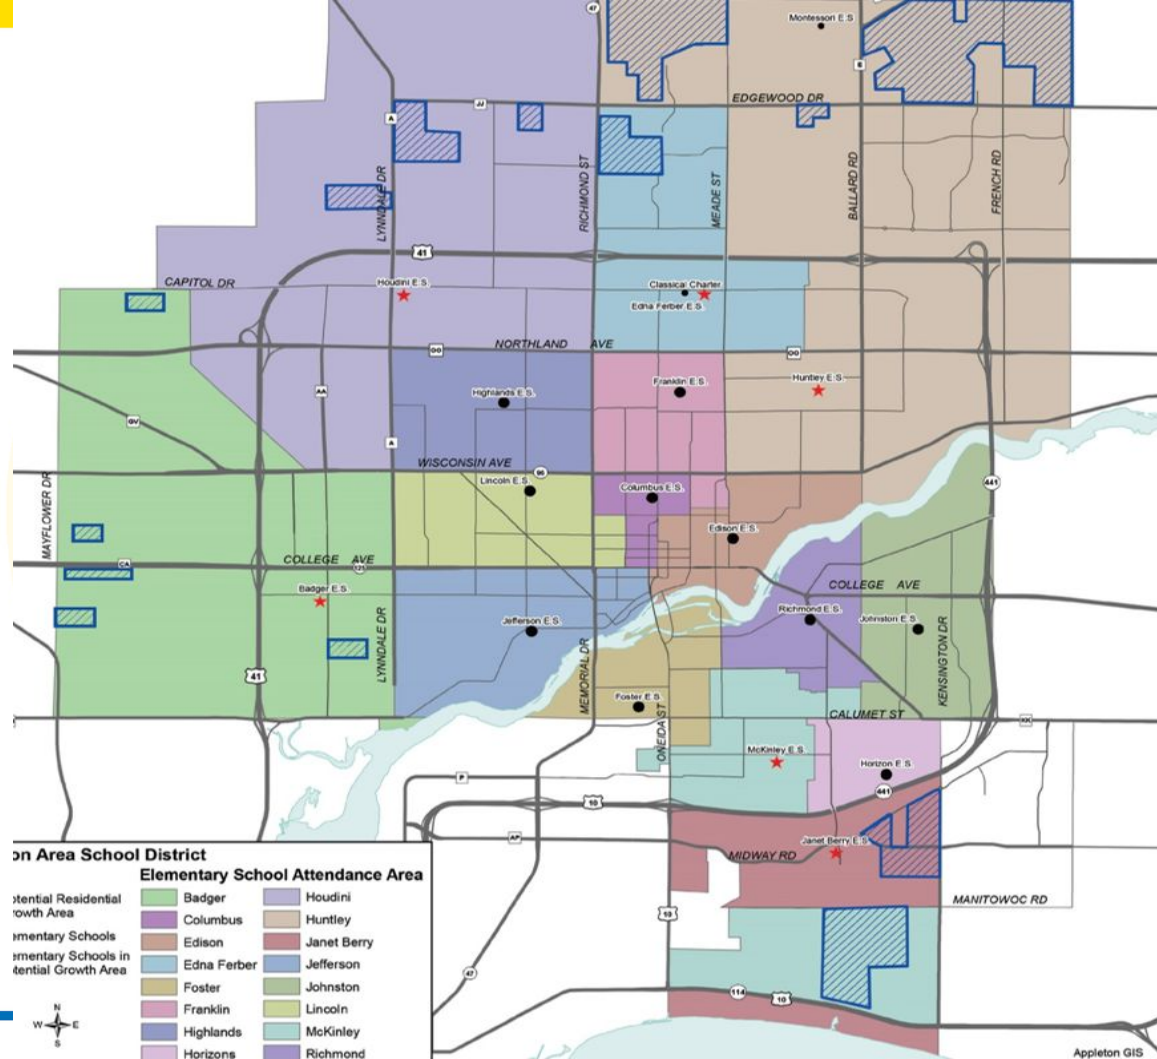 47
Montessori E.S.
B
EDGEWOOD DR
JJ
A
LYNNDALE DR
RICHMOND ST
MEADE ST
BALLARD RD
FRENCH RD
41
CAPITOL DR
Houdini E.S.
Classical Charter
Edna Ferber E.S.
NORTHLAND AVE
OO
OO
AA
Highlands E.S.
Franklin E.S.
Huntley E.S.
GV
A
WISCONSIN AVE
96
Lincoln E.S.
Columbus E.S.
441
MAYFLOWER DR
Edison E.S.
CA
COLLEGE AVE
125
COLLEGE AVE
Badger E.S.
Richmond E.S.
Johnston E.S.
Jefferson E.S.
LYNNDALE DR
MEMORIAL DR
KENSINGTON DR
41
Foster E.S.
ONEIDA ST
CALUMET ST
KK
McKinley E.S.
Horizon E.S.
P
441
10
AP
Janet Berry E.S.
MIDWAY RD
MANITOWOC RD
10
47
114
10
on Area School District
Elementary School Attendance Area
otential Residential
rowth Area
ementary Schools
ementary Schools in
otential Growth Area
Badger
Columbus
Edison
Edna Ferber
Foster
Franklin
Highlands
Horizons
Houdini
Huntley
Janet Berry
Jefferson
Johnston
Lincoln
McKinley
Richmond
N
W E
S
Appleton GIS